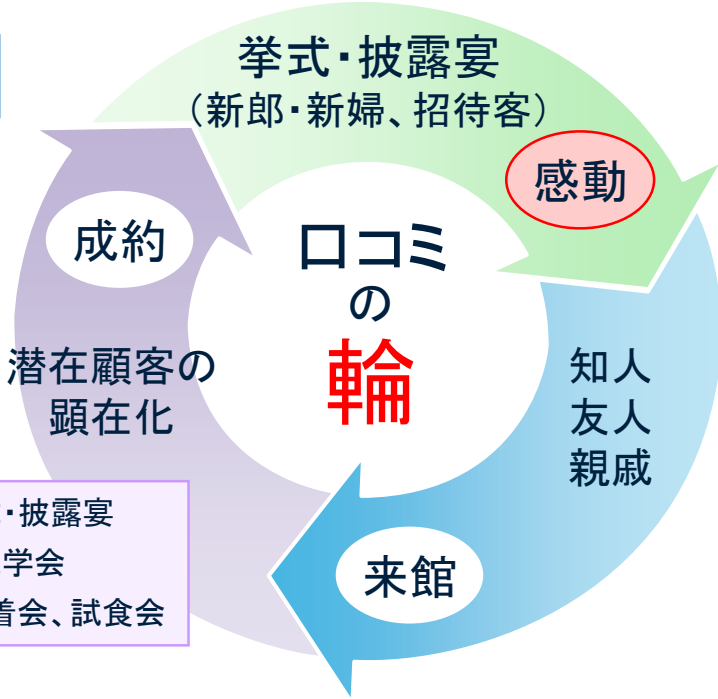 挙式・披露宴
(新郎・新婦、招待客)
感動
成約
口コミ
の
輪
潜在顧客の
顕在化
知人
友人
親戚
来館
・披露宴
学会
着会、試食会